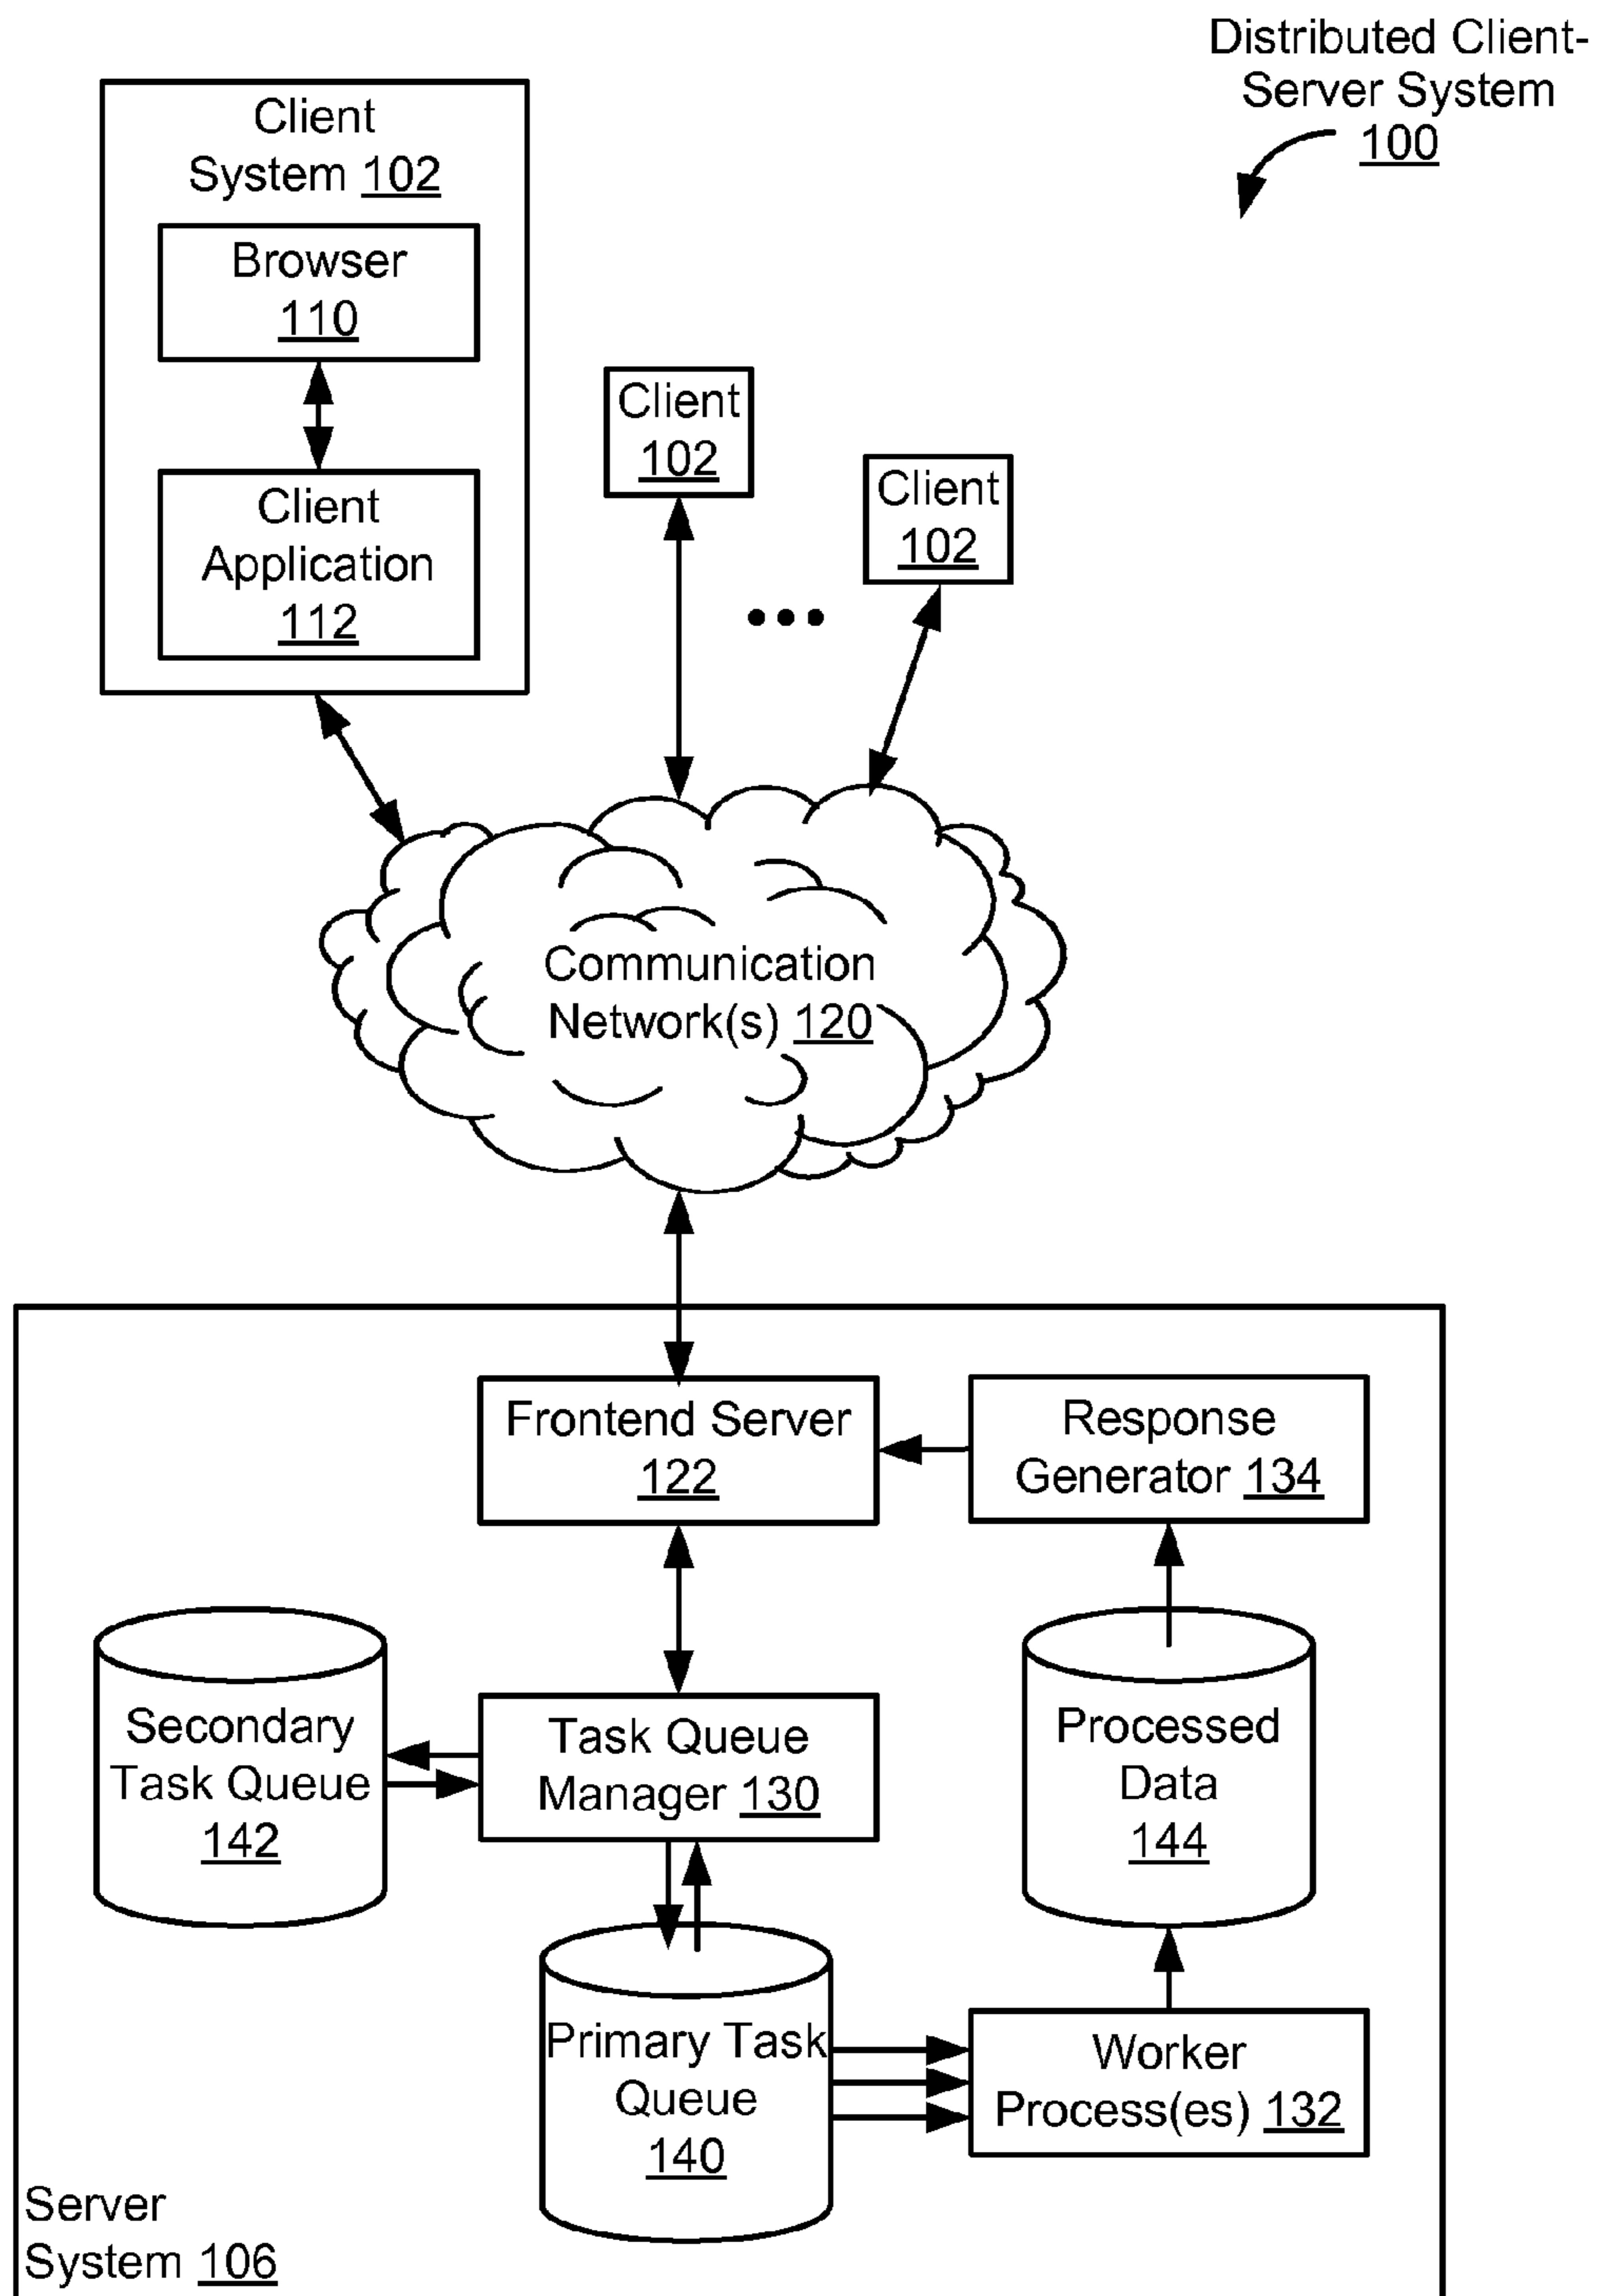 Distributed Client-
Server System
100
Client
System 102
Browser
110
Client
Application
112
Client
102
Client
102
Communication
Network(s) 120
Frontend Server
122
Response
Generator 134
Secondary
Task Queue
142
Task Queue
Manager 130
Processed
Data
144
Primary Task
Queue
140
Worker
Process(es) 132
Server
System 106